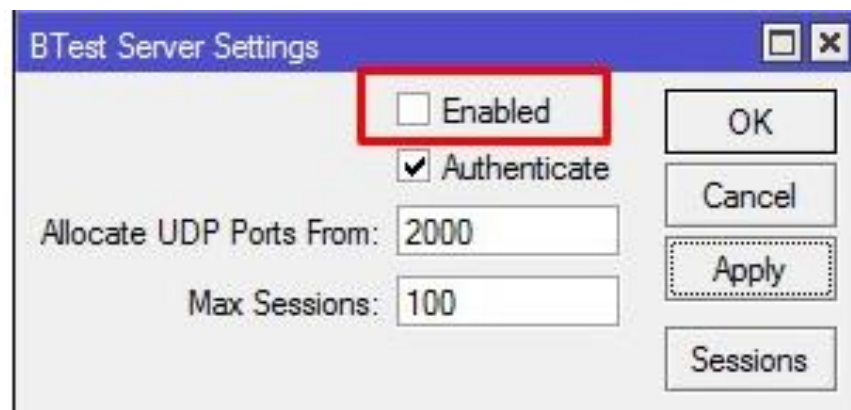 BTest Server Settings
Enabled
Authenticate
Allocate UDP Ports From: 2000
Max Sessions: 100
OK
Cancel
Apply
Sessions